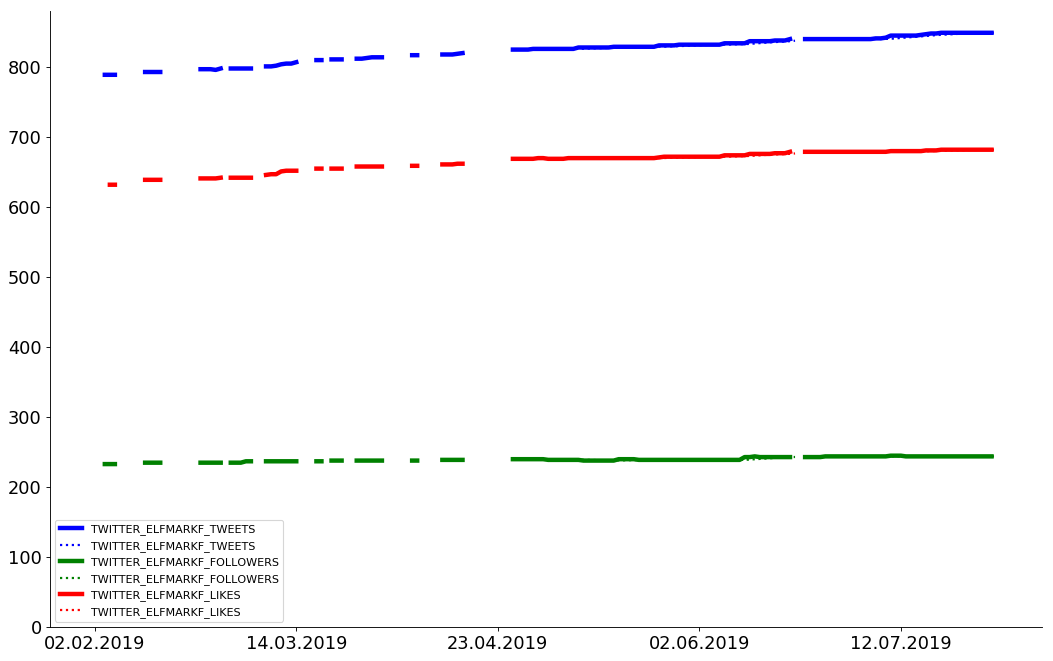 800
700
600
500
400
300
200
100
0
TWITTER_ELFMARKF_TWEETS
TWITTER_ELFMARKF_TWEETS
TWITTER_ELFMARKF_FOLLOWERS
TWITTER_ELFMARKF_FOLLOWERS
TWITTER_ELFMARKF_LIKES
TWITTER_ELFMARKF_LIKES
02.02.2019 14.03.2019 23.04.2019 02.06.2019 12.07.2019